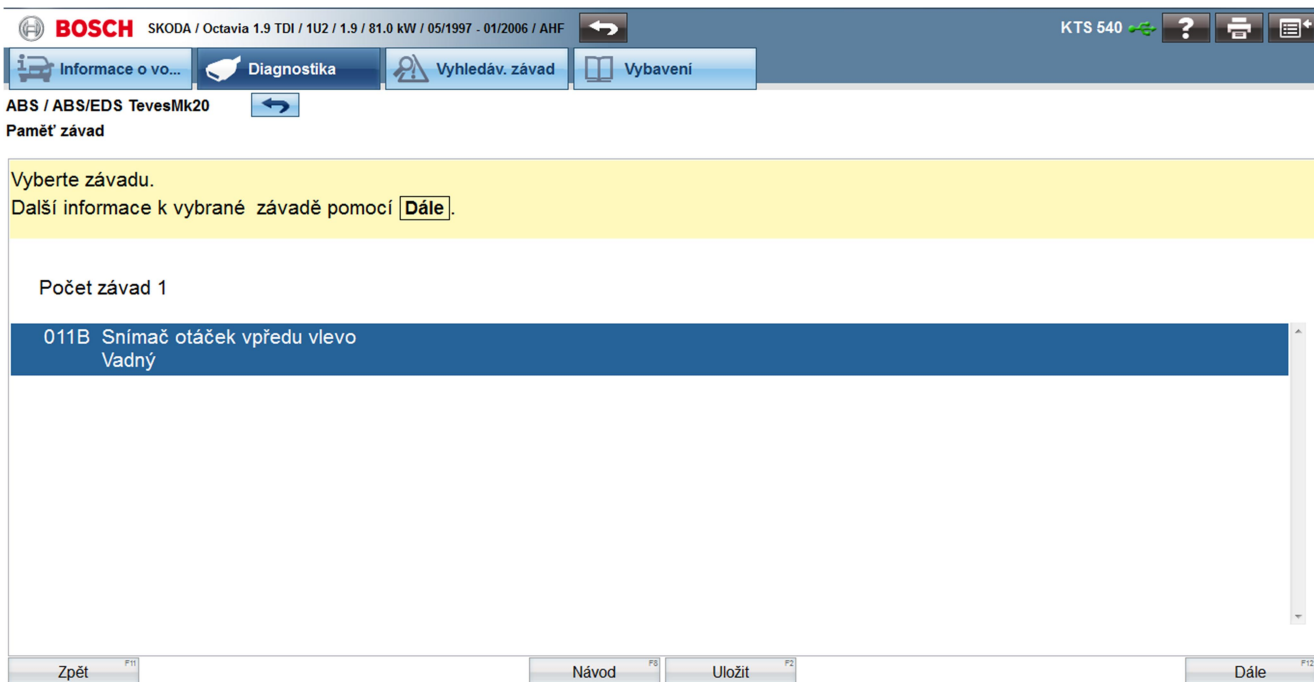 BOSCH SKODA / Octavia 1.9 TDI / 1U2 / 1.9 / 81.0 kW / 05/1997 - 01/2006 / AHF KTS 540 ?
Informace o vo... Diagnostika Vyhledáv. závad Vybavení
ABS / ABS/EDS TevesMk20
Paměť závad
Vyberte závadu.
Další informace k vybrané závadě pomocí Dále.
Počet závad 1
011B Snímač otáček vpředu vlevo
Vadný
Zpět F11 Návod F8 Uložit F2 Dále F12